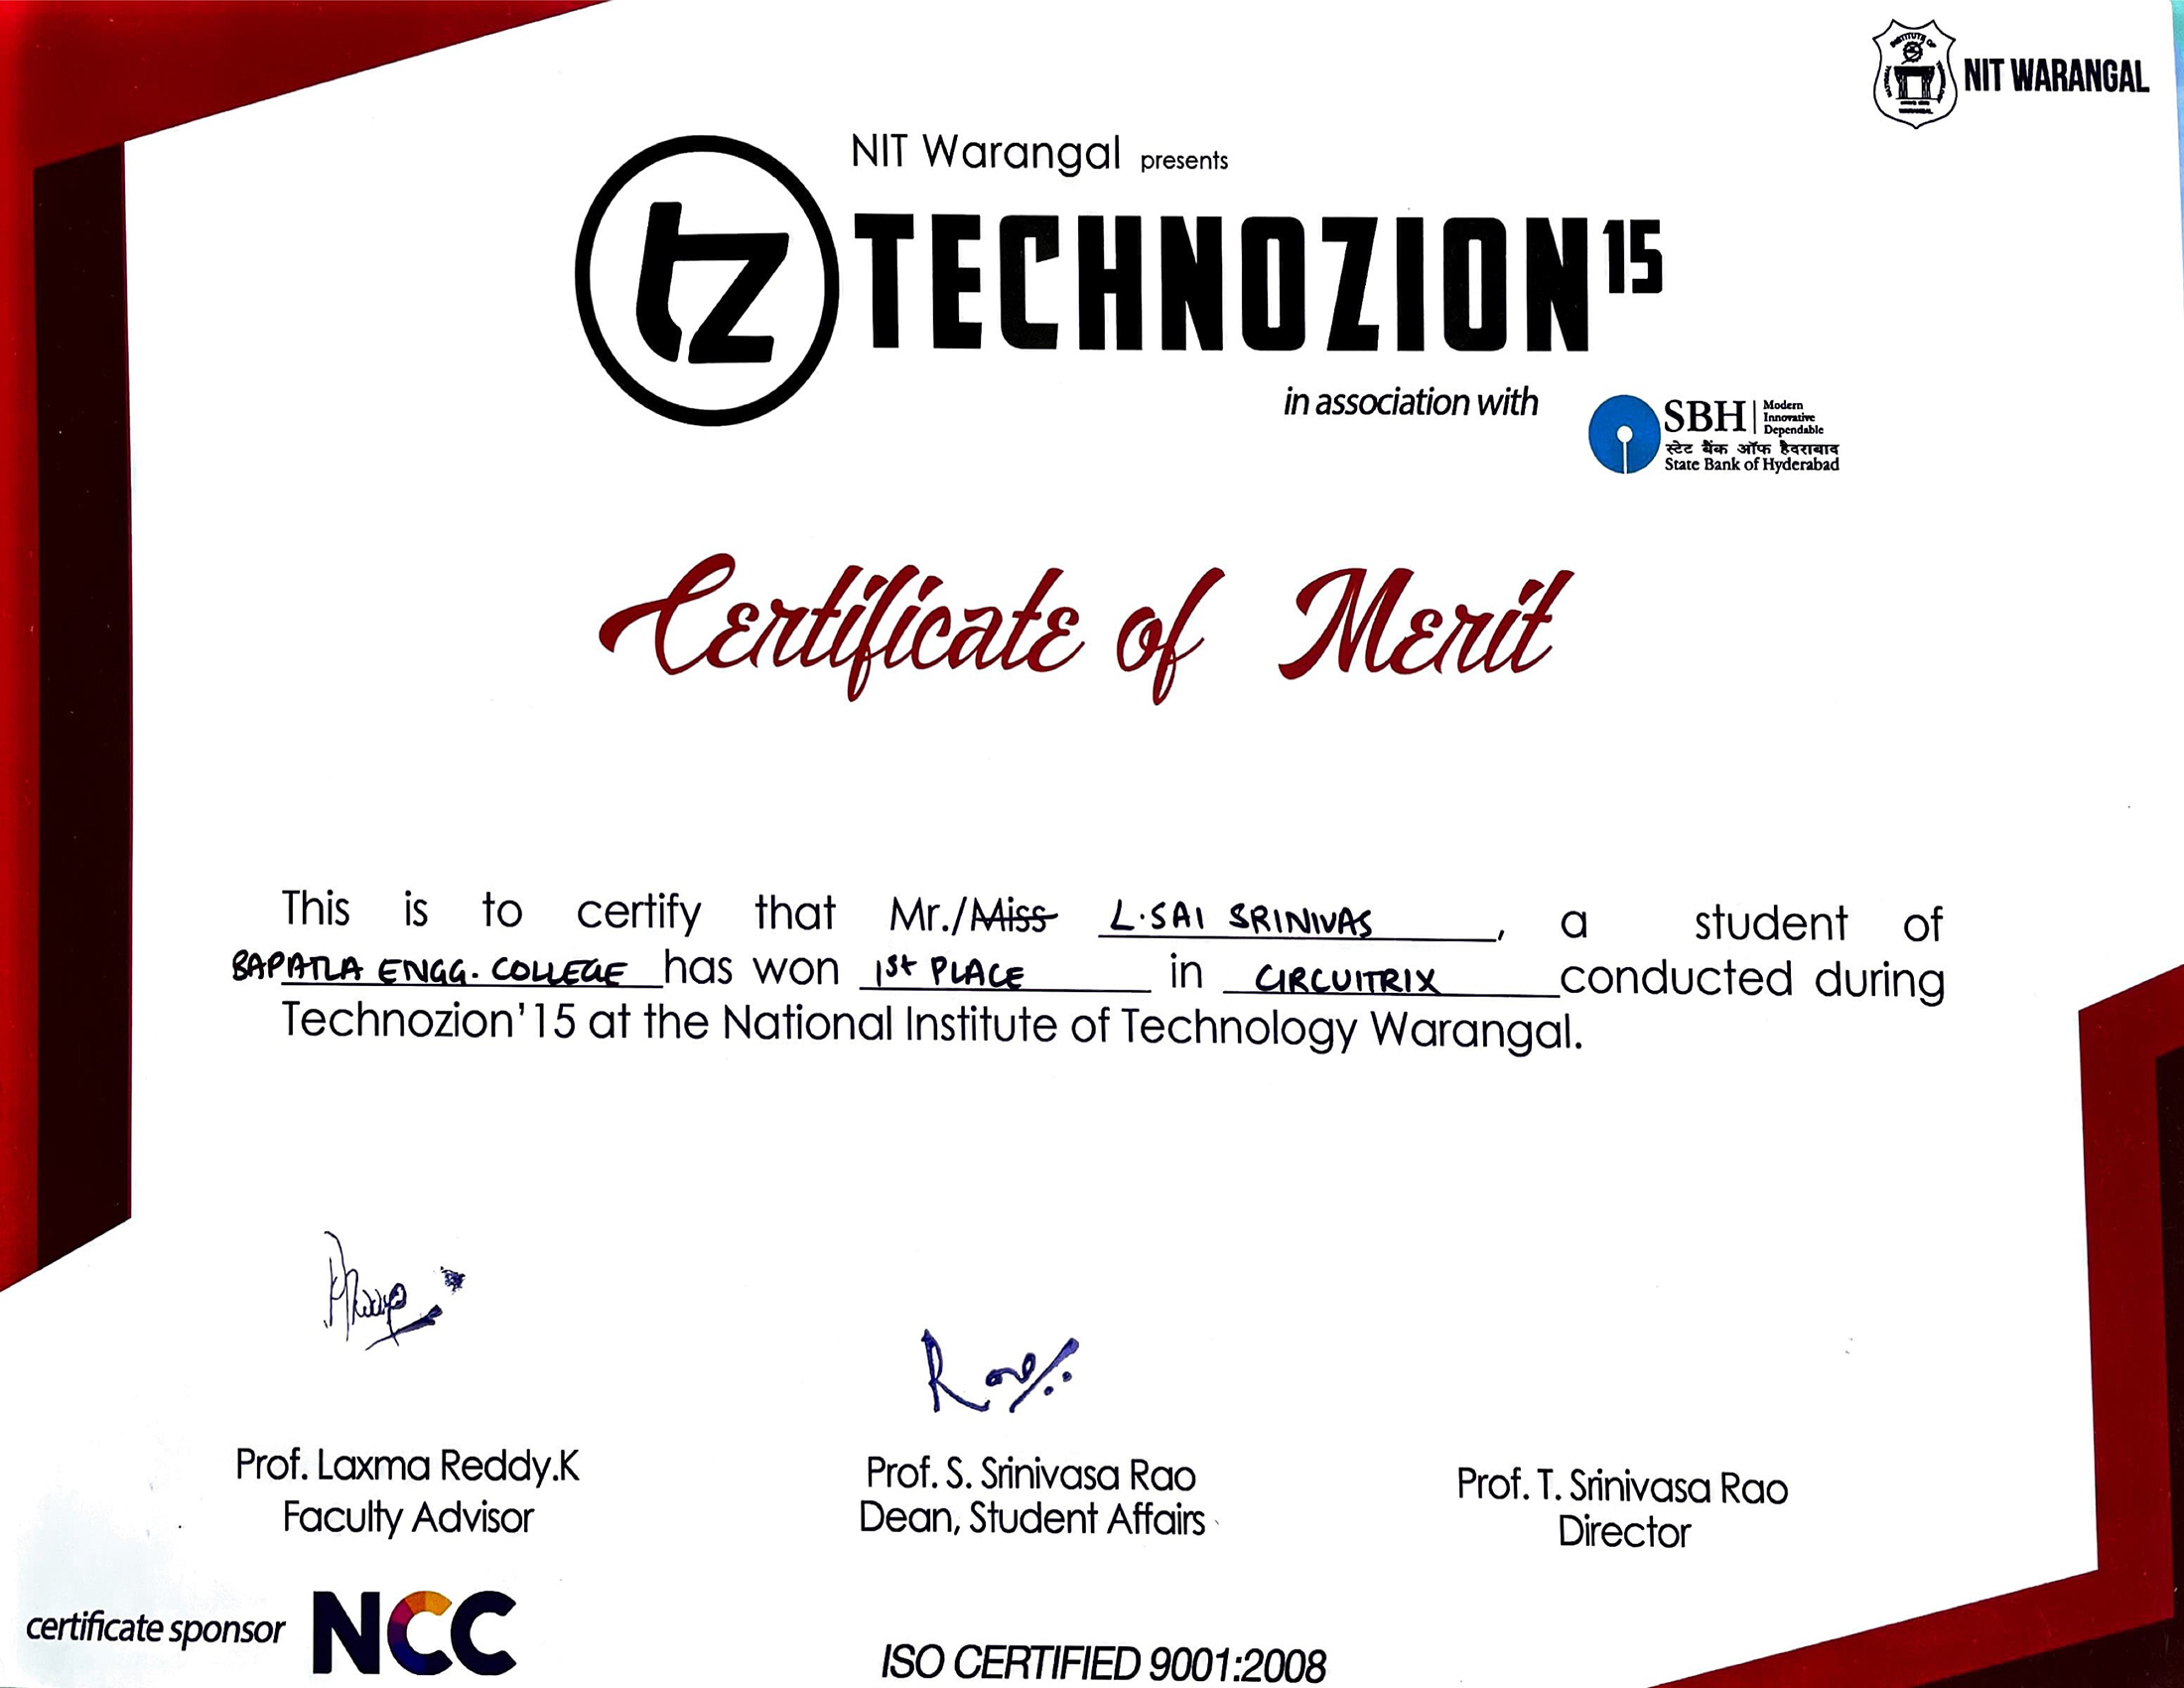 NIT WARANGAL
NIT Warangal presents
tz TECHNOZION 15
in association with
SBH Modern Innovative Dependable
स्टेट बैंक ऑफ हैदराबाद
State Bank of Hyderabad
Certificate of Merit
This is to certify that Mr./Miss L.SAI SRINIVAS, a student of
BAPATLA ENGG. COLLEGE has won 1st PLACE in CIRCUITRIX conducted during
Technozion'15 at the National Institute of Technology Warangal.
Prof. Laxma Reddy.K
Faculty Advisor
Prof. S. Srinivasa Rao
Dean, Student Affairs
Prof. T. Srinivasa Rao
Director
certificate sponsor NCC
ISO CERTIFIED 9001:2008